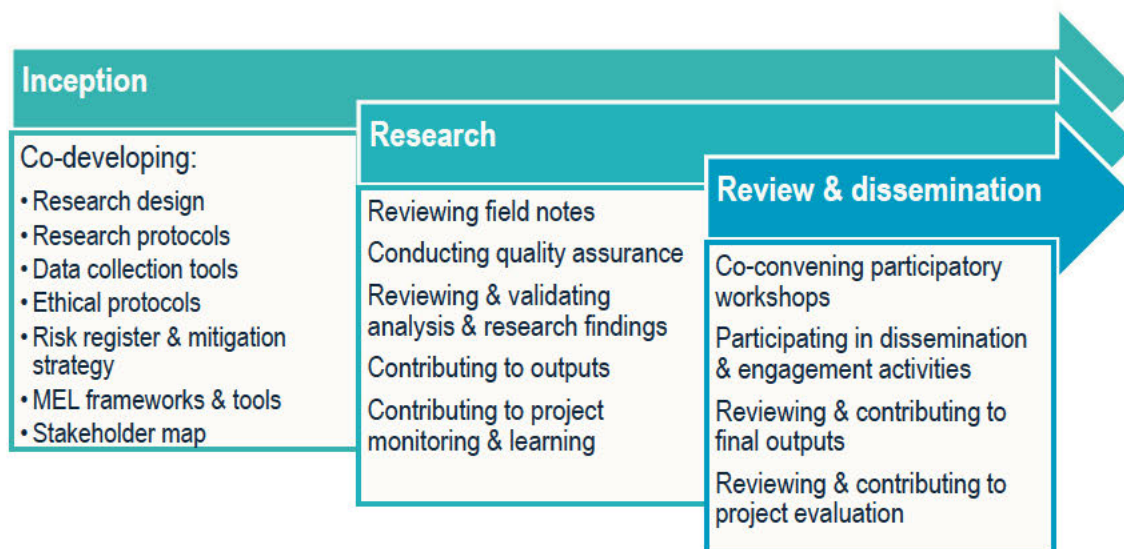 Inception
Co-developing:
• Research design
• Research protocols
• Data collection tools
• Ethical protocols
• Risk register & mitigation
strategy
• MEL frameworks & tools
• Stakeholder map
Research
Reviewing field notes
Conducting quality assurance
Reviewing & validating
analysis & research findings
Contributing to outputs
Contributing to project
monitoring & learning
Review & dissemination
Co-convening participatory
workshops
Participating in dissemination
& engagement activities
Reviewing & contributing to
final outputs
Reviewing & contributing to
project evaluation